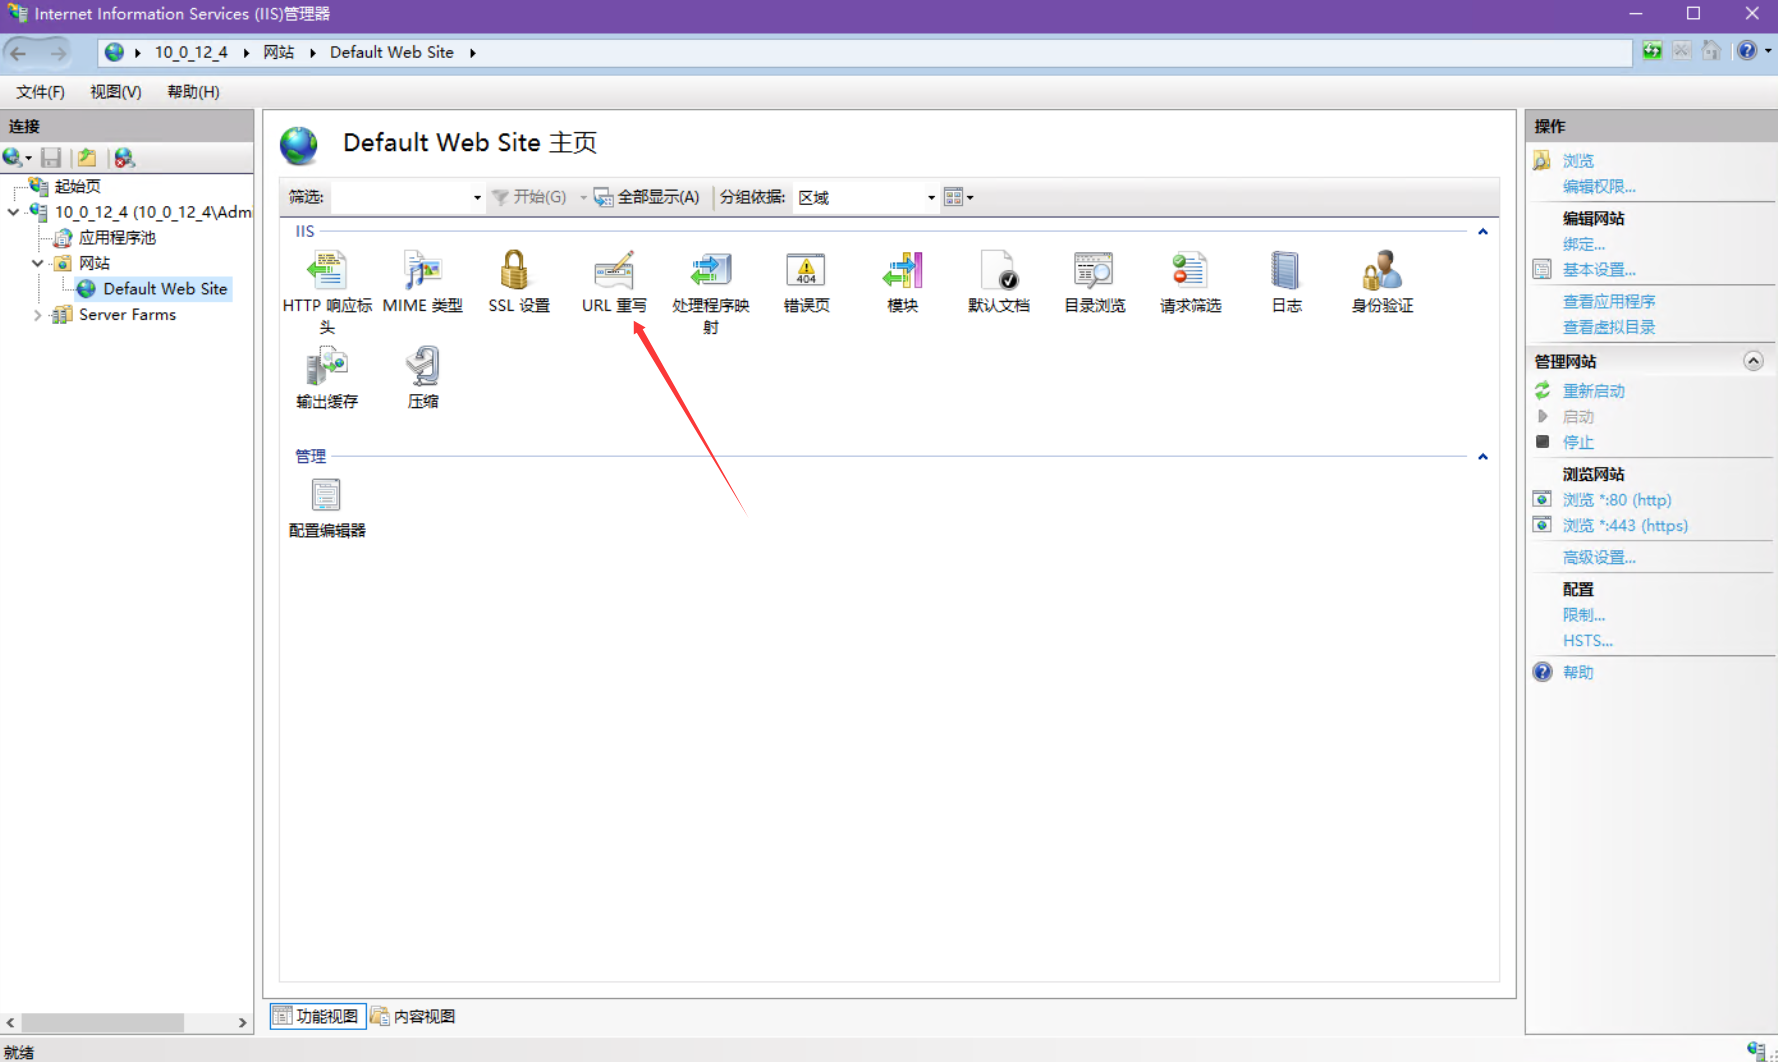 Internet Information Services (IIS)管理器
10_0_12_4 网站 Default Web Site
文件(F) 视图(V) 帮助(H)
连接
起始页
10_0_12_4 (10_0_12_4\Admi
应用程序池
网站
Default Web Site
Server Farms
Default Web Site 主页
筛选: 开始(G) 全部显示(A) 分组依据: 区域
IIS
HTTP 响应标头
MIME 类型
SSL 设置
URL 重写
处理程序映射
404
错误页
模块
默认文档
目录浏览
请求筛选
日志
身份验证
输出缓存
压缩
管理
配置编辑器
功能视图 内容视图
操作
浏览
编辑权限...
编辑网站
绑定...
基本设置...
查看应用程序
查看虚拟目录
管理网站
重新启动
启动
停止
浏览网站
浏览 *:80 (http)
浏览 *:443 (https)
高级设置...
配置
限制...
HSTS...
帮助
就绪